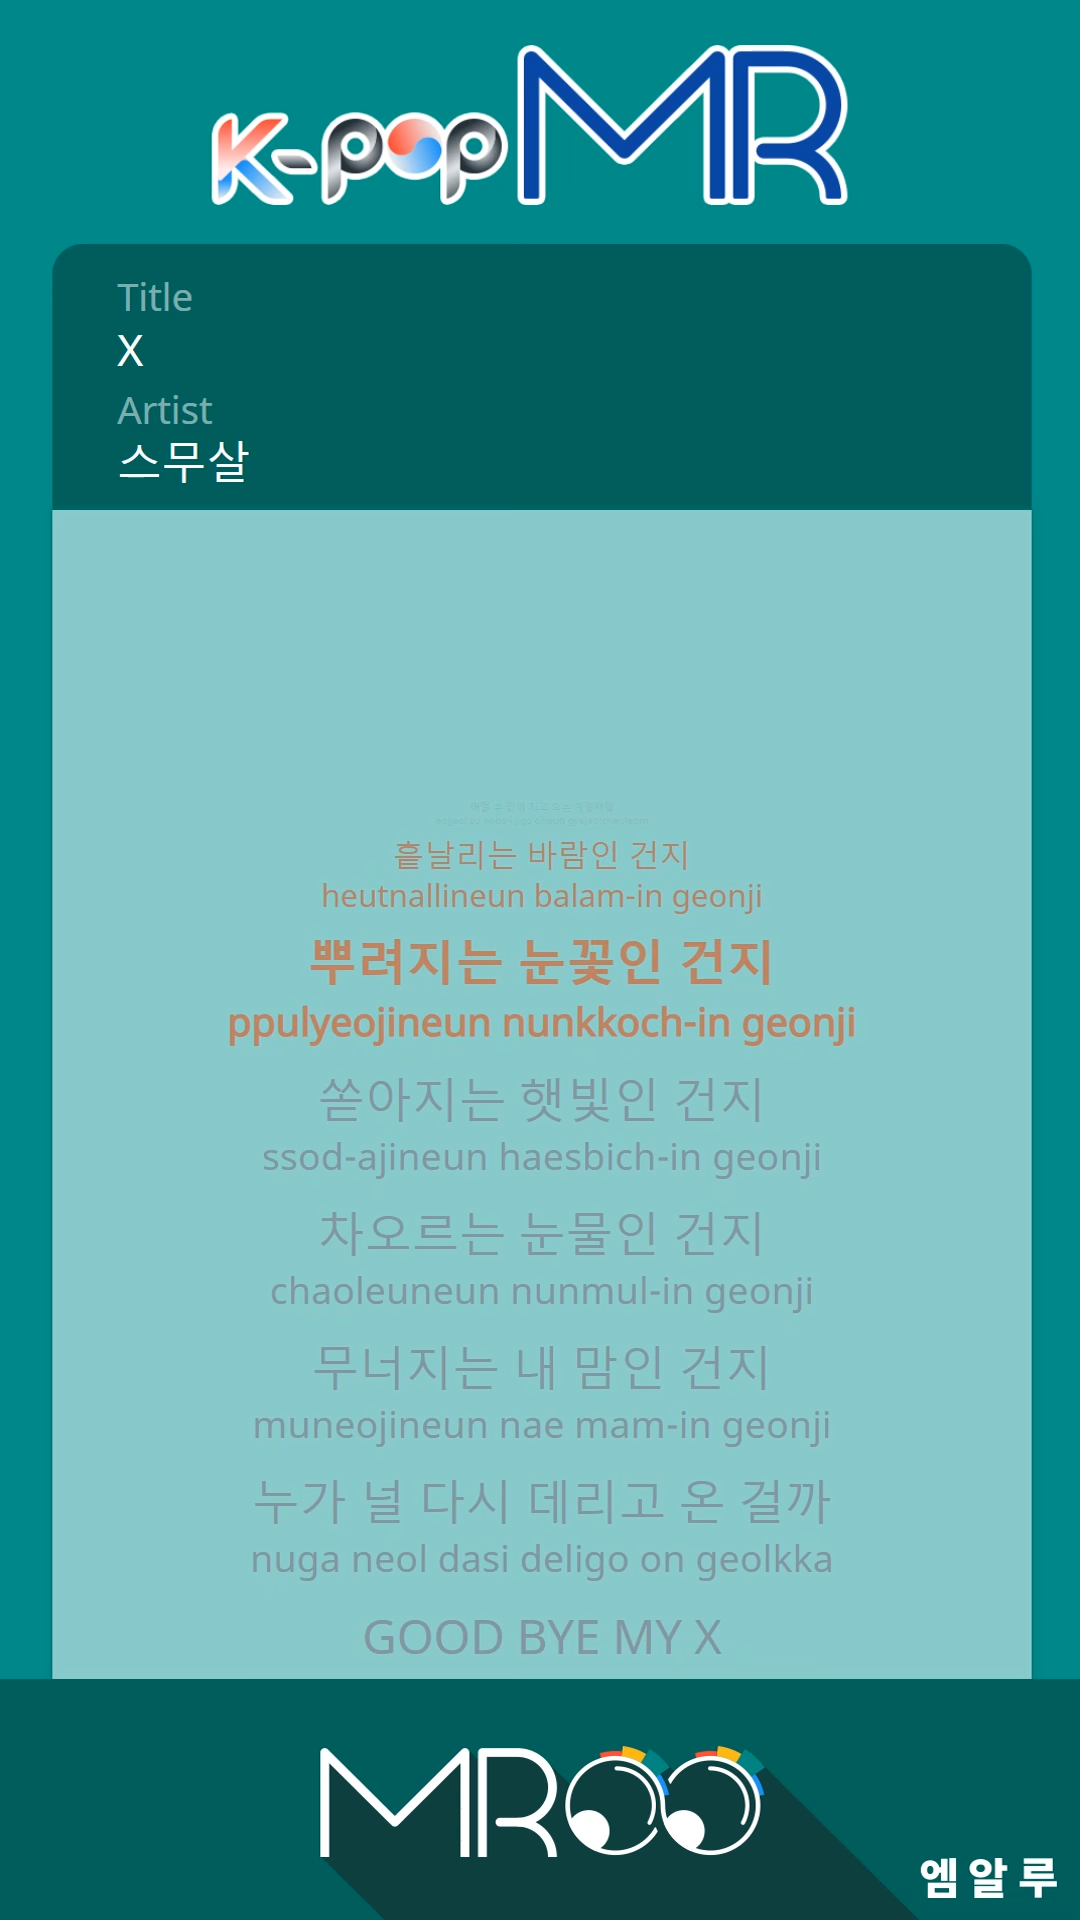 K-pop MR
Title
X
Artist
스무살
흩날리는 바람인 건지
heutnallineun balam-in geonji
뿌려지는 눈꽃인 건지
ppulyeojineun nunkkoch-in geonji
쏟아지는 햇빛인 건지
ssod-ajineun haesbich-in geonji
차오르는 눈물인 건지
chaoleuneun nunmul-in geonji
무너지는 내 맘인 건지
muneojineun nae mam-in geonji
누가 널 다시 데리고 온 걸까
nuga neol dasi deligo on geolkka
GOOD BYE MY X
MROO
엠알루